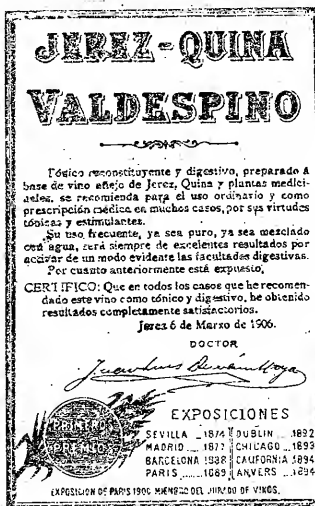 JEREZ-QUINA
VALDESPINO
Tónico reconstituyente y digestivo, preparado á
base de vino añejo de Jerez, Quina y plantas medici-
nales, se recomienda para el uso ordinario y como
prescripción médica en muchos casos, por sus virtudes
tónicas y estimulantes.
Su uso frecuente, ya sea puro, ya sea mezclado
con agua, será siempre de excelentes resultados por
activar de un modo evidente las facultades digestivas.
Por cuanto anteriormente está expuesto,
CERTIFICO: Que en todos los casos que he recomen-
dado este vino como tónico y digestivo, he obtenido
resultados completamente satisfactorios.
Jerez 6 de Marzo de 1906.
DOCTOR
Juan Luis Durán Moya
PRIMEROS
PREMIOS
EXPOSICIONES
SEVILLA 1874 DUBLIN 1892
MADRID 1877 CHICAGO 1893
BARCELONA 1888 CALIFORNIA 1894
PARIS 1889 ANVERS 1894
EXPOSICION DE PARIS 1900 MIEMBRO DEL JURADO DE VINOS.